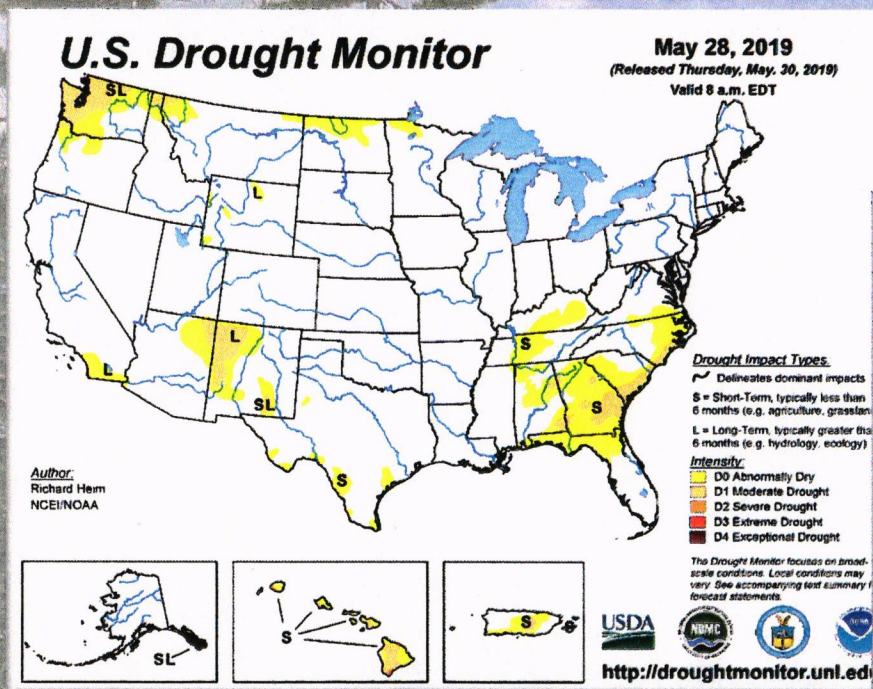 U.S. Drought Monitor
May 28, 2019
(Released Thursday, May. 30, 2019)
Valid 8 a.m. EDT
SL
L
L
L
SL
S
S
S
Author:
Richard Heim
NCEI/NOAA
Drought Impact Types
Delineates dominant impacts
S = Short-Term, typically less than
6 months (e.g. agriculture, grasslan
L = Long-Term, typically greater tha
6 months (e.g. hydrology, ecology)
Intensity:
D0 Abnormally Dry
D1 Moderate Drought
D2 Severe Drought
D3 Extreme Drought
D4 Exceptional Drought
The Drought Monitor focuses on broad-
scale conditions. Local conditions may
vary. See accompanying text summary f
forecast statements.
SL
S
S
USDA
NDMC
http://droughtmonitor.unl.edu